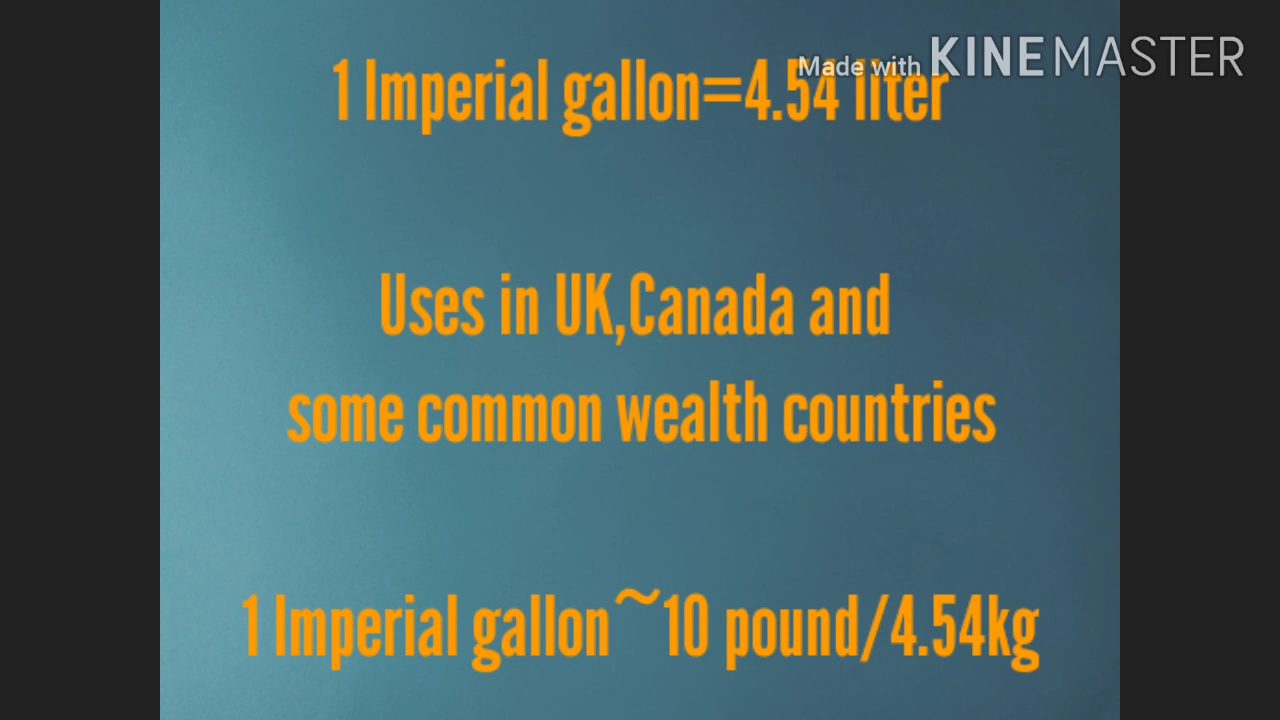 Made with KINEMASTER
1 Imperial gallon=4.54 liter
Uses in UK,Canada and
some common wealth countries
1 Imperial gallon~10 pound/4.54kg